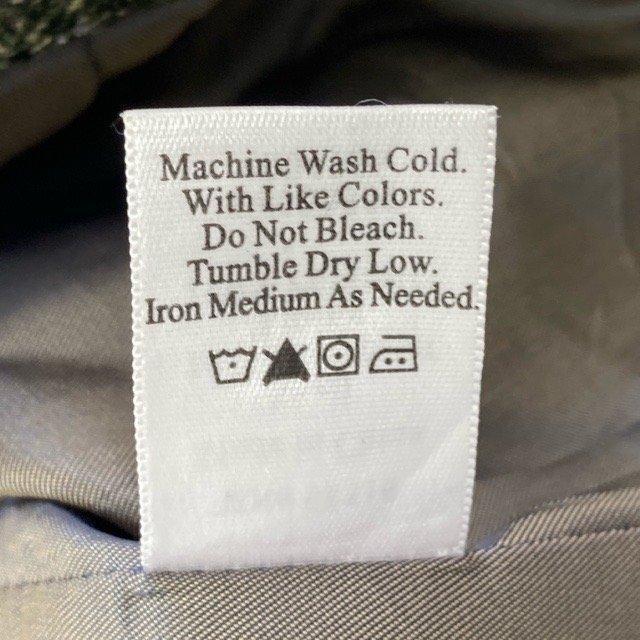 Machine Wash Cold.
With Like Colors.
Do Not Bleach.
Tumble Dry Low.
Iron Medium As Needed.